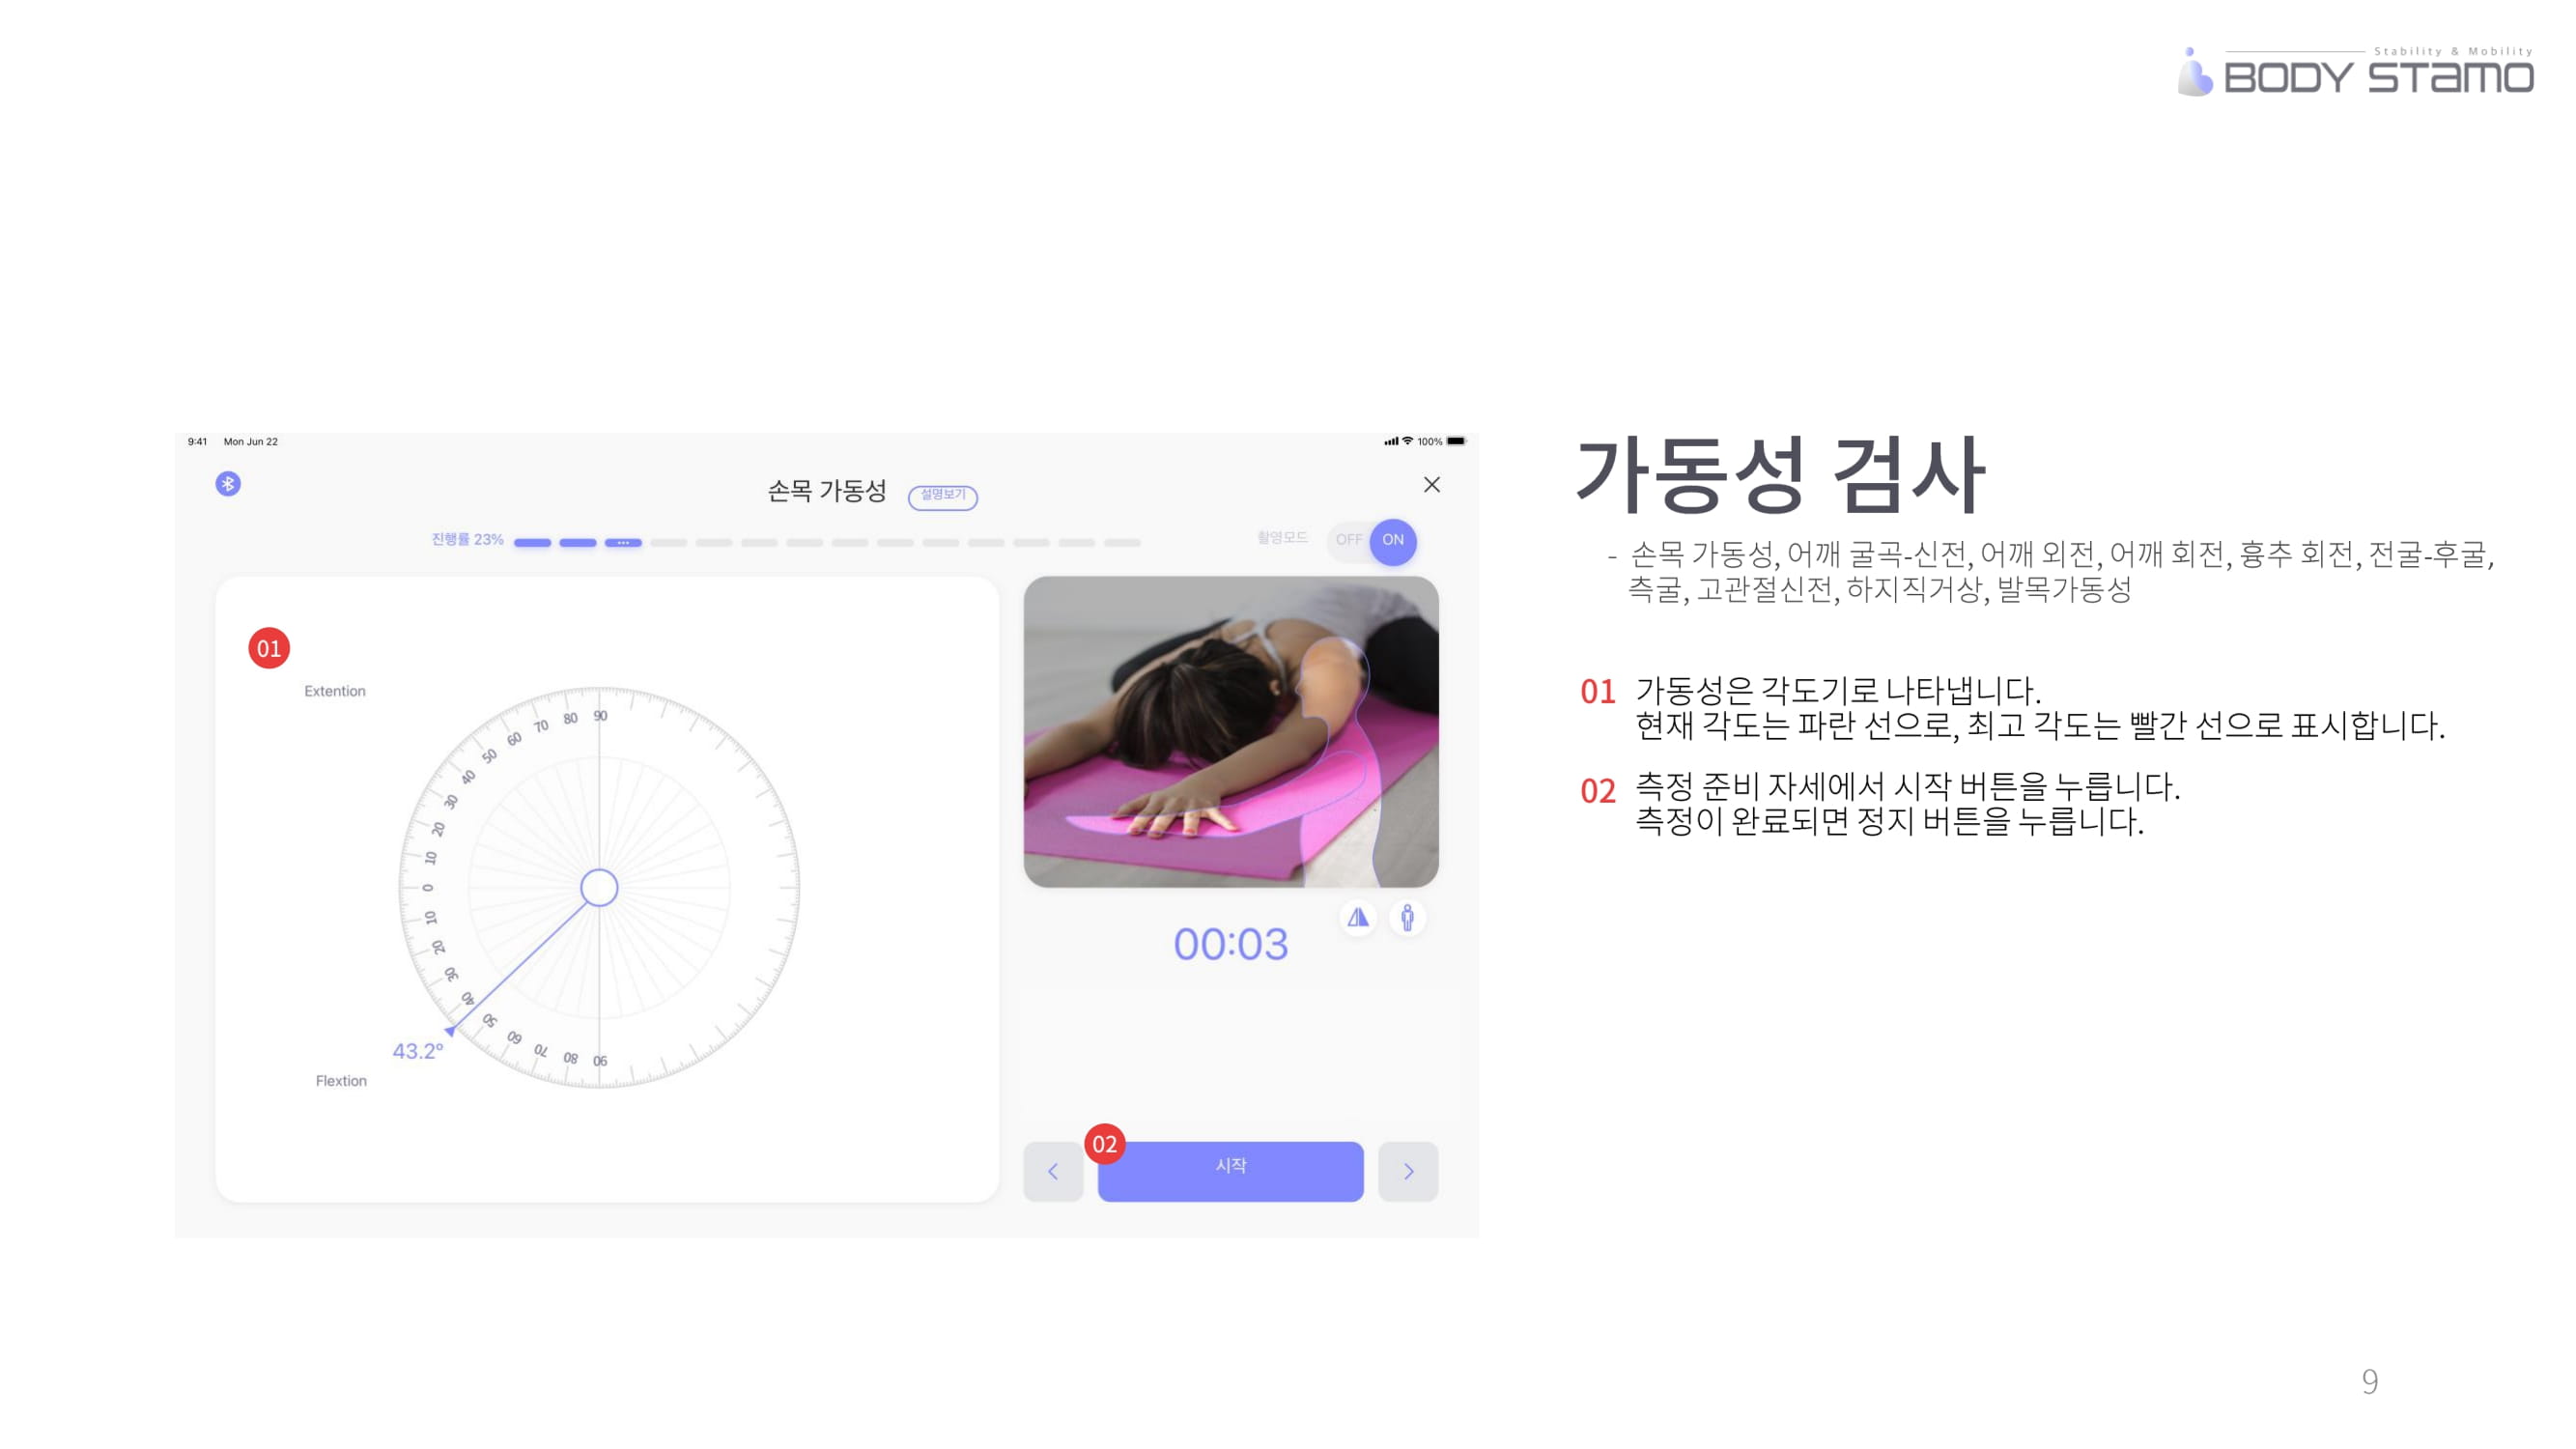 Stability & Mobility
BODY STamo
9:41 Mon Jun 22
100%
손목 가동성 설명보기
진행률 23%
촬영모드 OFF ON
01
Extention
90
80
70
60
50
40
30
20
10
0
10
20
30
40
50
60
70
80
90
43.2°
Flextion
00:03
02
시작
가동성 검사
- 손목 가동성, 어깨 굴곡-신전, 어깨 외전, 어깨 회전, 흉추 회전, 전굴-후굴,
측굴, 고관절신전, 하지직거상, 발목가동성
01 가동성은 각도기로 나타냅니다.
현재 각도는 파란 선으로, 최고 각도는 빨간 선으로 표시합니다.
02 측정 준비 자세에서 시작 버튼을 누릅니다.
측정이 완료되면 정지 버튼을 누릅니다.
9